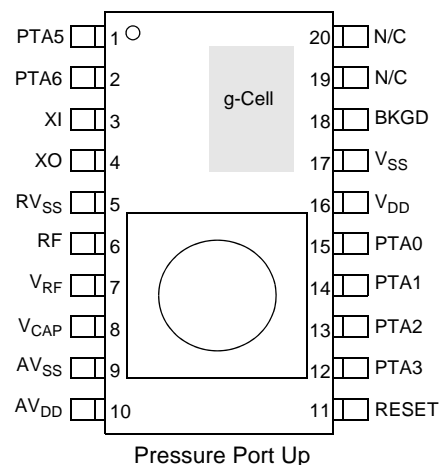 PTA5 1 20 N/C
PTA6 2 19 N/C
g-Cell
XI 3 18 BKGD
XO 4 17 VSS
RVSS 5 16 VDD
RF 6 15 PTA0
VRF 7 14 PTA1
VCAP 8 13 PTA2
AVSS 9 12 PTA3
AVDD 10 11 RESET
Pressure Port Up